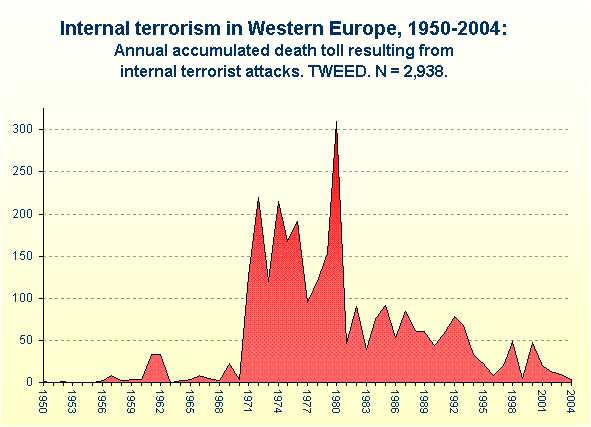 Internal terrorism in Western Europe, 1950-2004:
Annual accumulated death toll resulting from
internal terrorist attacks. TWEED. N = 2,938.
300
250
200
150
100
50
0
1950 1953 1956 1959 1962 1965 1968 1971 1974 1977 1980 1983 1986 1989 1992 1995 1998 2001 2004